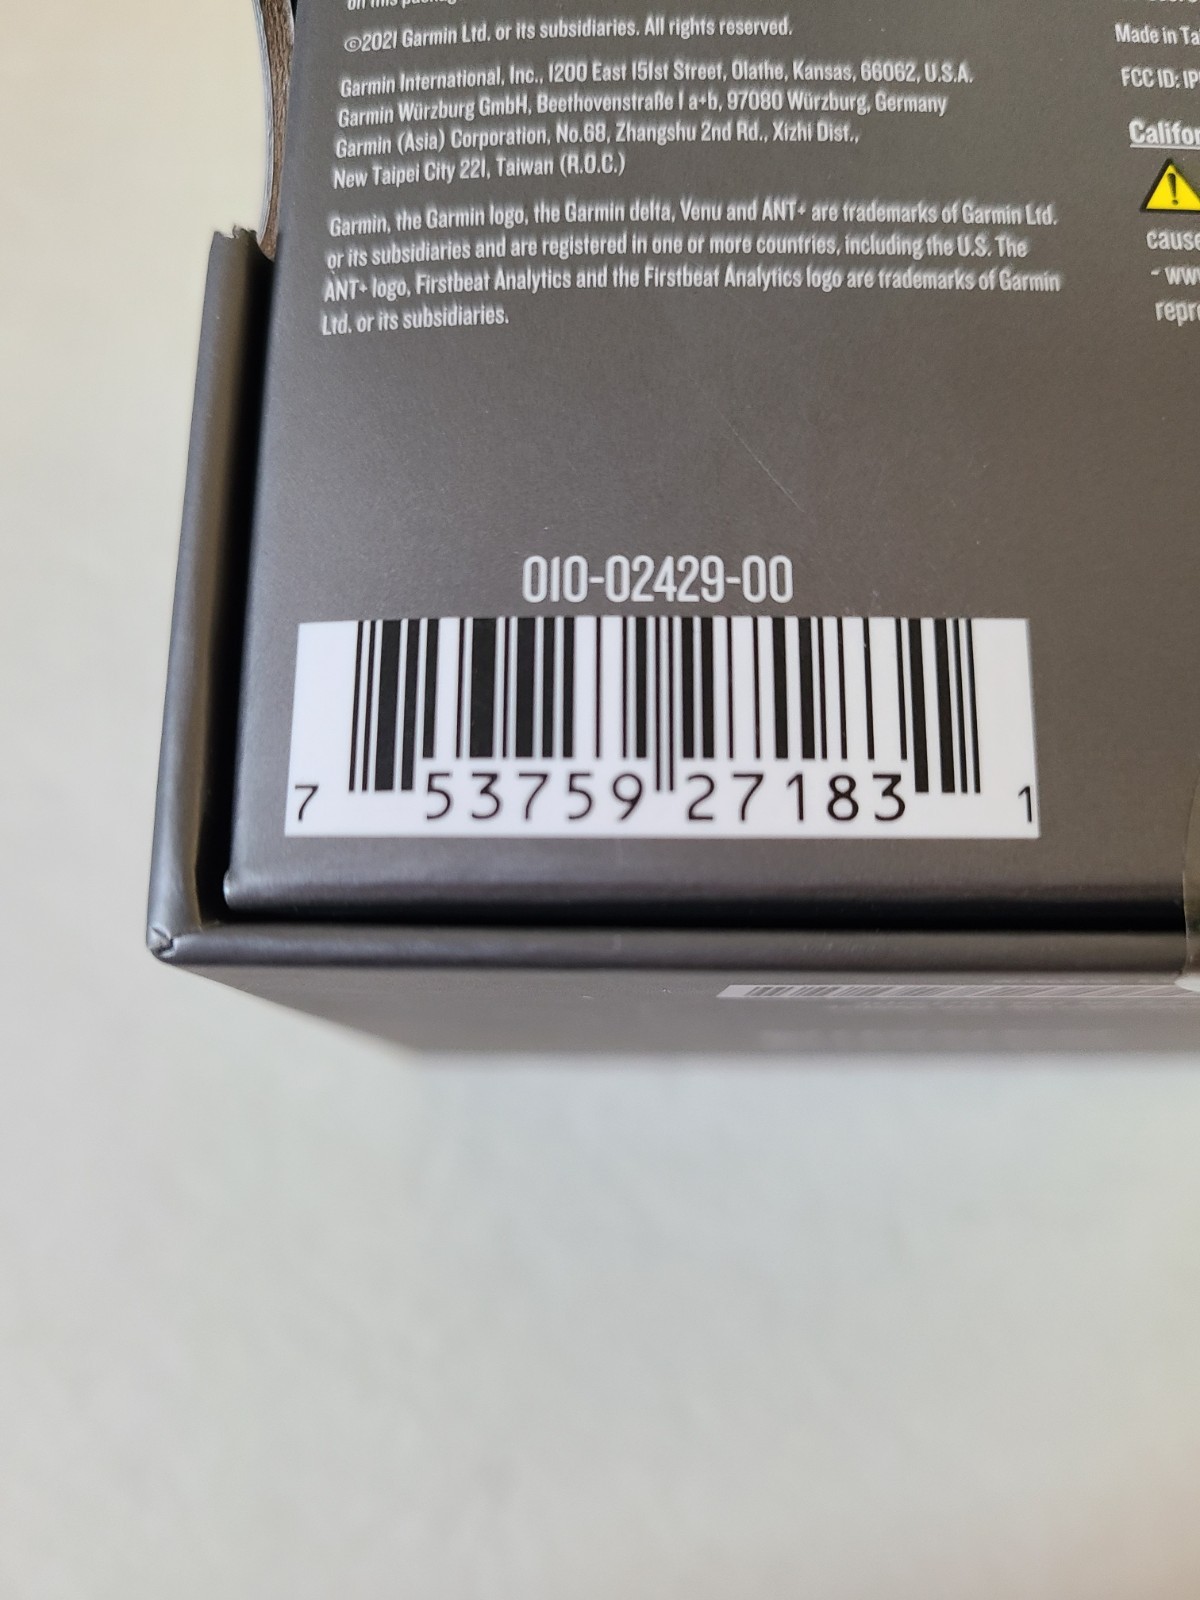 on this
©2021 Garmin Ltd. or its subsidiaries. All rights reserved.
Garmin International, Inc., 1200 East 151st Street, Olathe, Kansas, 66062, U.S.A.
Garmin Würzburg GmbH, Beethovenstraße 1 a+b, 97080 Würzburg, Germany
Garmin (Asia) Corporation, No.68, Zhangshu 2nd Rd., Xizhi Dist.,
New Taipei City 221, Taiwan (R.O.C.)
Garmin, the Garmin logo, the Garmin delta, Venu and ANT+ are trademarks of Garmin Ltd.
or its subsidiaries and are registered in one or more countries, including the U.S. The
ANT+ logo, Firstbeat Analytics and the Firstbeat Analytics logo are trademarks of Garmin
Ltd. or its subsidiaries.
Made in Ta
FCC ID: IP
Califor
cause
- www
repro
010-02429-00
7 53759 27183 1